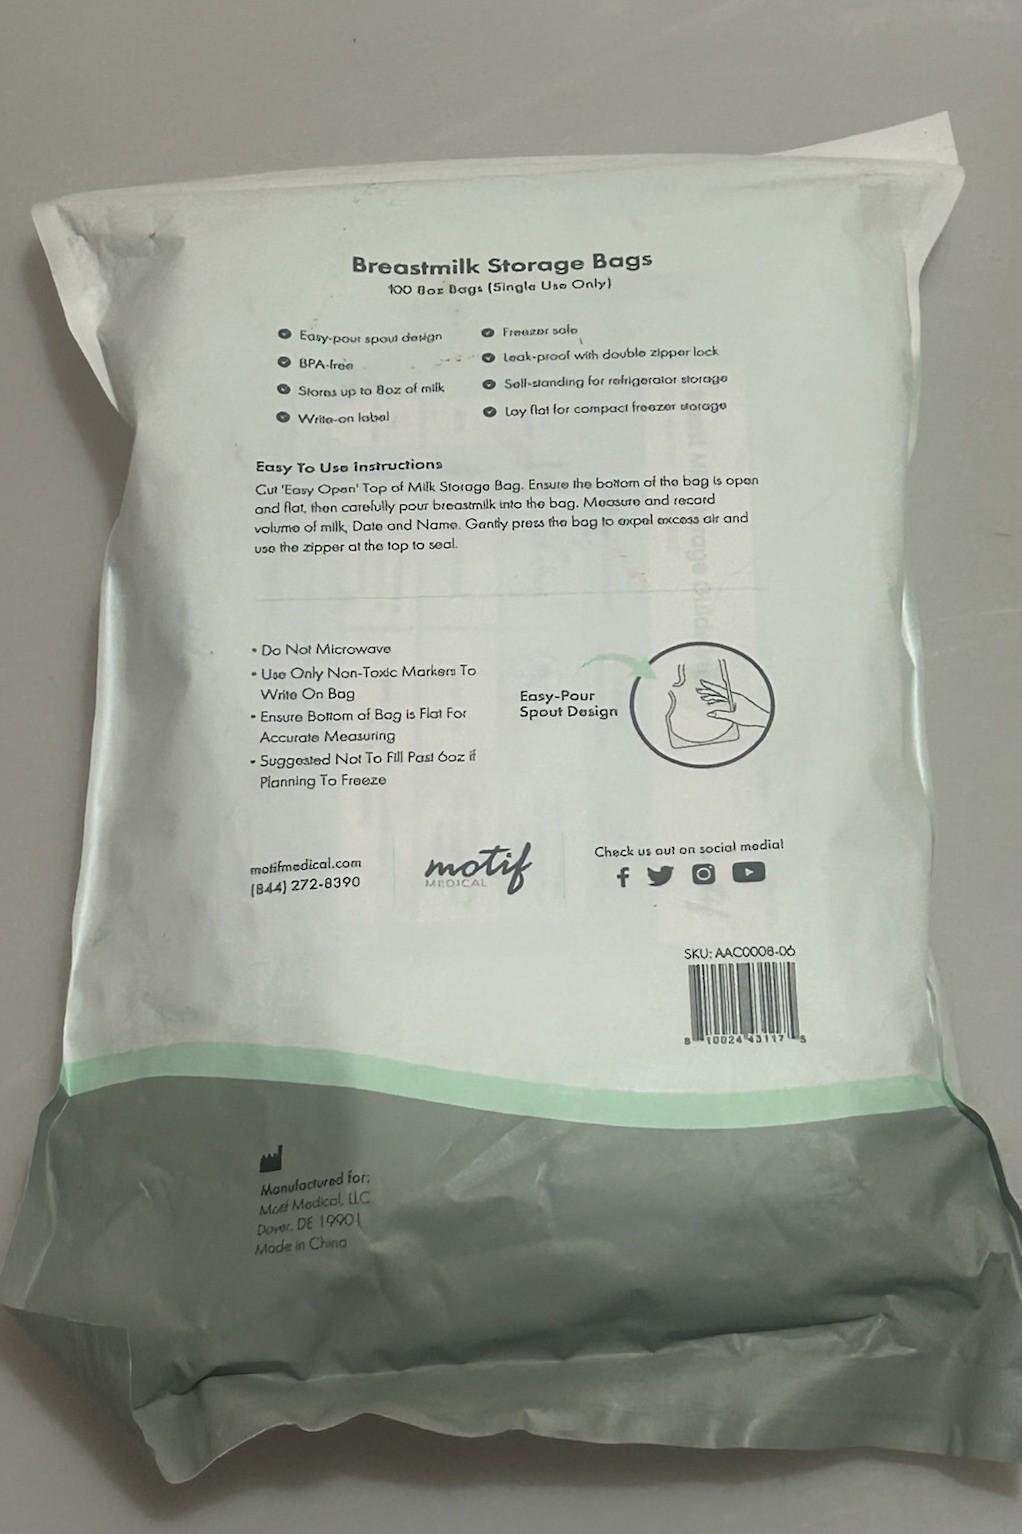 Breastmilk Storage Bags
100 8oz Bags (Single Use Only)
Easy-pour spout design
BPA-free
Stores up to 8oz of milk
Write-on label
Freezer safe
Leak-proof with double zipper lock
Self-standing for refrigerator storage
Lay flat for compact freezer storage
Easy To Use Instructions
Cut 'Easy Open' Top of Milk Storage Bag. Ensure the bottom of the bag is open
and flat, then carefully pour breastmilk into the bag. Measure and record
volume of milk, Date and Name. Gently press the bag to expel excess air and
use the zipper at the top to seal.
• Do Not Microwave
• Use Only Non-Toxic Markers To
Write On Bag
• Ensure Bottom of Bag is Flat For
Accurate Measuring
• Suggested Not To Fill Past 6oz if
Planning To Freeze
Easy-Pour
Spout Design
motifmedical.com
(844) 272-8390
motif
MEDICAL
Check us out on social media!
SKU: AAC0008-06
8 10024 43117 5
Manufactured for:
Motif Medical, LLC
Dover, DE 19901
Made in China